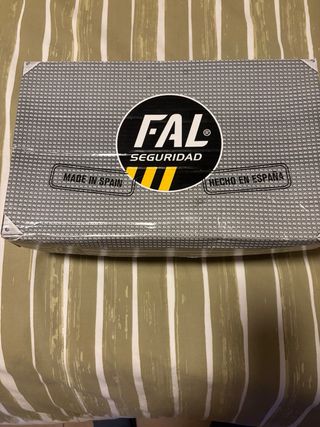 FAL®
SEGURIDAD
MADE IN SPAIN
HECHO EN ESPAÑA